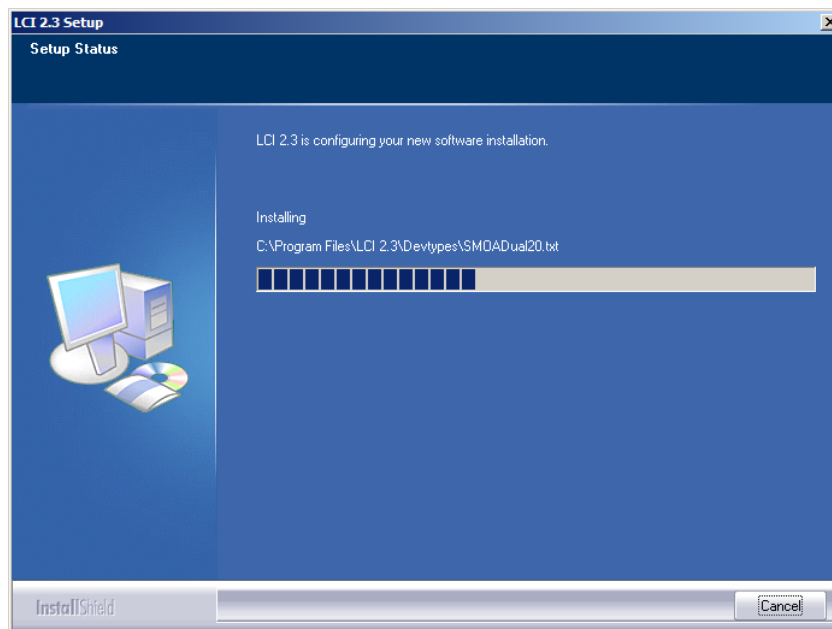 LCI 2.3 Setup
Setup Status
LCI 2.3 is configuring your new software installation.
Installing
C:\Program Files\LCI 2.3\Devtypes\SMOADual20.txt
InstallShield
Cancel